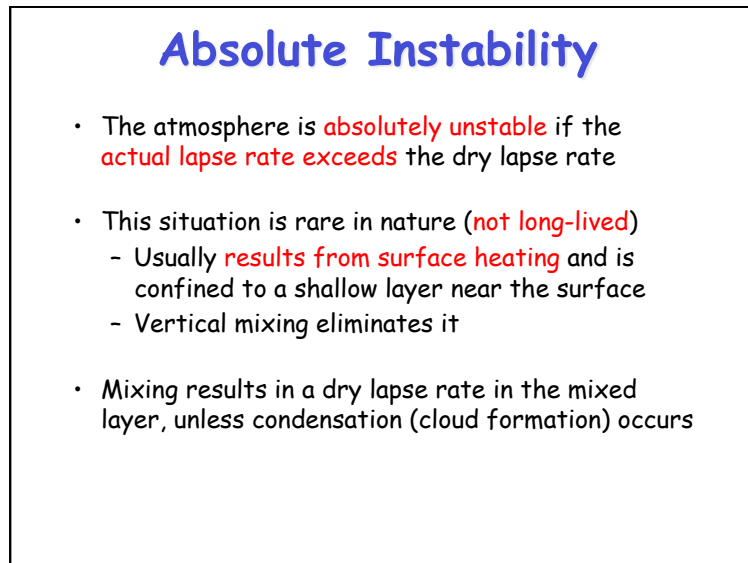 Absolute Instability
• The atmosphere is absolutely unstable if the
actual lapse rate exceeds the dry lapse rate
• This situation is rare in nature (not long-lived)
– Usually results from surface heating and is
confined to a shallow layer near the surface
– Vertical mixing eliminates it
• Mixing results in a dry lapse rate in the mixed
layer, unless condensation (cloud formation) occurs